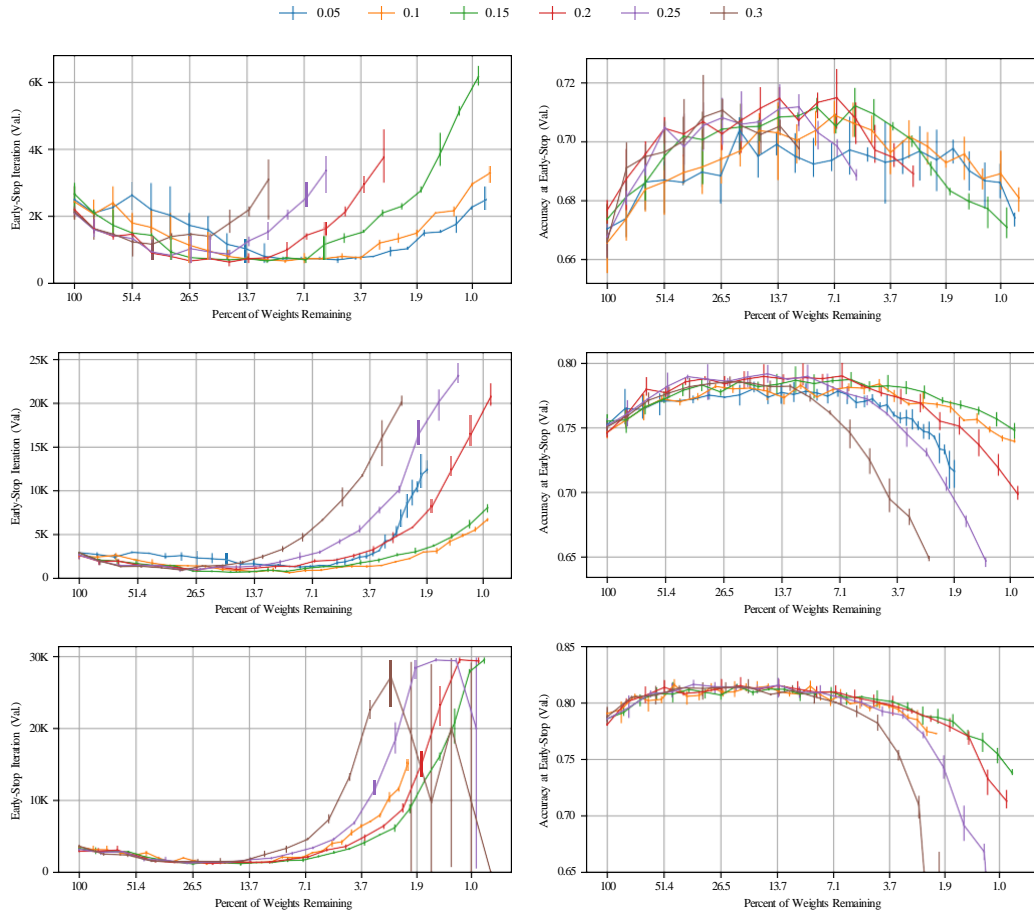 0.05 0.1 0.15 0.2 0.25 0.3
Early-Stop Iteration (Val.)
6K
4K
2K
0
100 51.4 26.5 13.7 7.1 3.7 1.9 1.0
Percent of Weights Remaining
Accuracy at Early-Stop (Val.)
0.72
0.70
0.68
0.66
100 51.4 26.5 13.7 7.1 3.7 1.9 1.0
Percent of Weights Remaining
Early-Stop Iteration (Val.)
25K
20K
15K
10K
5K
0
100 51.4 26.5 13.7 7.1 3.7 1.9 1.0
Percent of Weights Remaining
Accuracy at Early-Stop (Val.)
0.80
0.75
0.70
0.65
100 51.4 26.5 13.7 7.1 3.7 1.9 1.0
Percent of Weights Remaining
Early-Stop Iteration (Val.)
30K
20K
10K
0
100 51.4 26.5 13.7 7.1 3.7 1.9 1.0
Percent of Weights Remaining
Accuracy at Early-Stop (Val.)
0.85
0.80
0.75
0.70
0.65
100 51.4 26.5 13.7 7.1 3.7 1.9 1.0
Percent of Weights Remaining